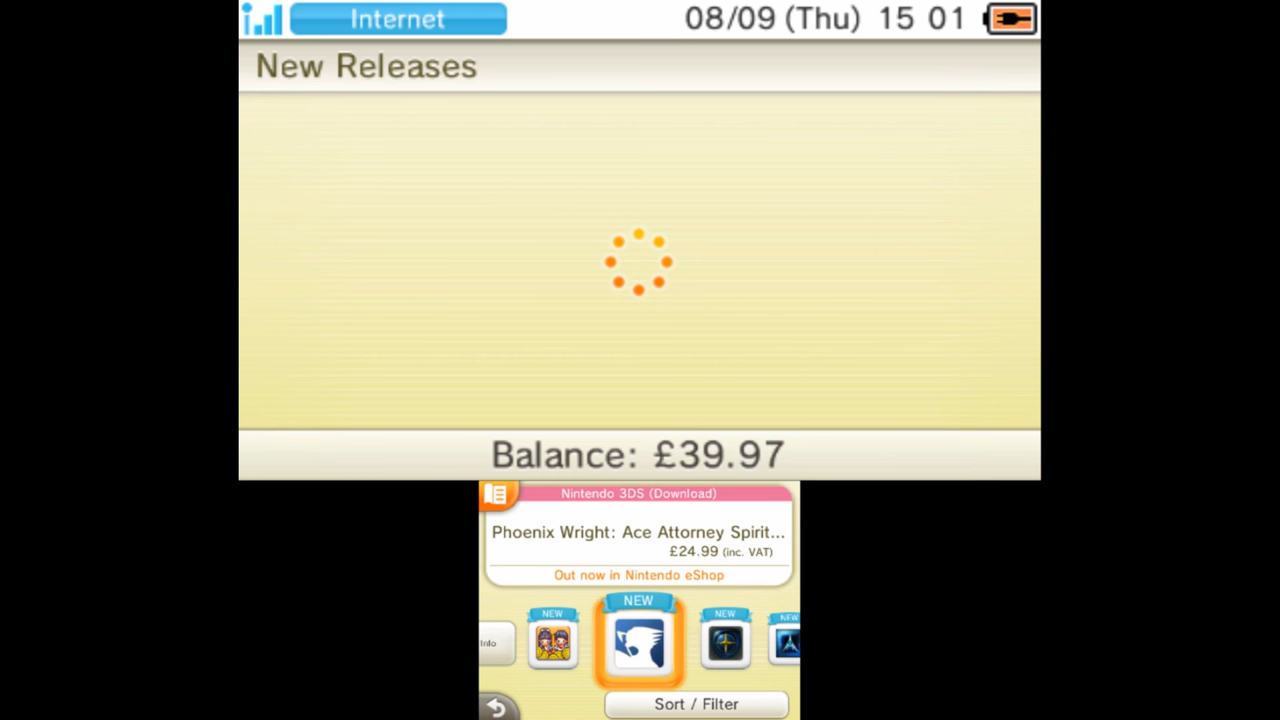 Internet
08/09 (Thu) 15 01
New Releases
Balance: £39.97
Nintendo 3DS (Download)
Phoenix Wright: Ace Attorney Spirit...
£24.99 (inc. VAT)
Out now in Nintendo eShop
NEW
NEW
NEW
NEW
Info
Sort / Filter